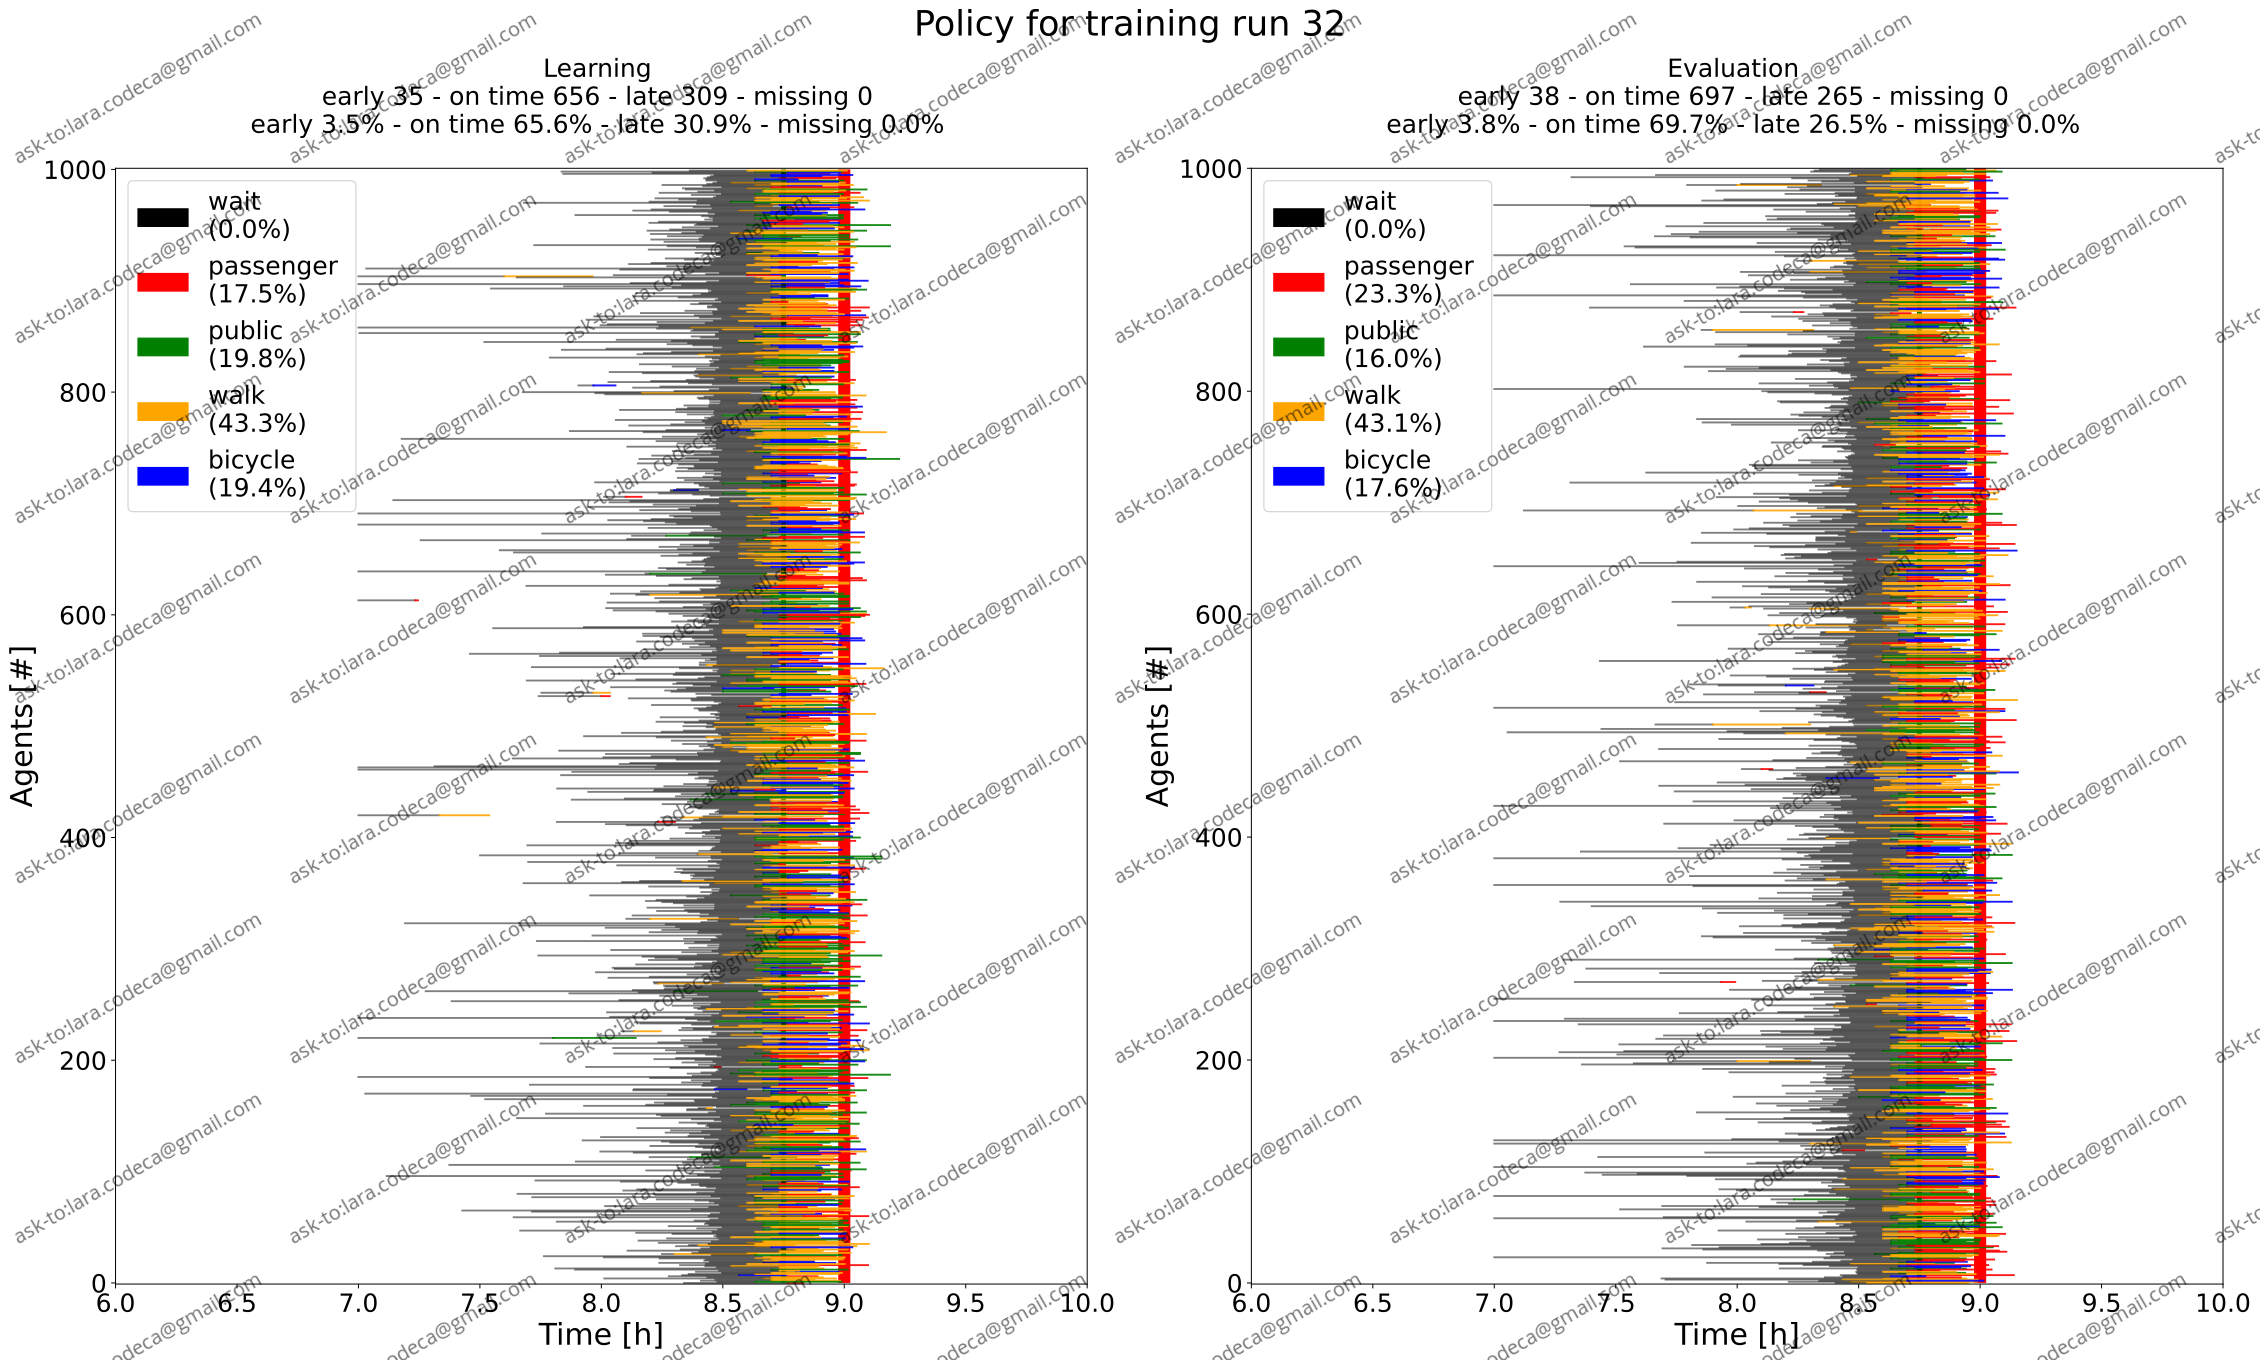 Policy for training run 32
Learning
early 35 - on time 656 - late 309 - missing 0
early 3.5% - on time 65.6% - late 30.9% - missing 0.0%
1000
800
600
400
200
0
Agents [#]
wait
(0.0%)
passenger
(17.5%)
public
(19.8%)
walk
(43.3%)
bicycle
(19.4%)
6.0 6.5 7.0 7.5 8.0 8.5 9.0 9.5 10.0
Time [h]
Evaluation
early 38 - on time 697 - late 265 - missing 0
early 3.8% - on time 69.7% - late 26.5% - missing 0.0%
1000
800
600
400
200
0
Agents [#]
wait
(0.0%)
passenger
(23.3%)
public
(16.0%)
walk
(43.1%)
bicycle
(17.6%)
6.0 6.5 7.0 7.5 8.0 8.5 9.0 9.5 10.0
Time [h]
ask-to:lara.codeca@gmail.com